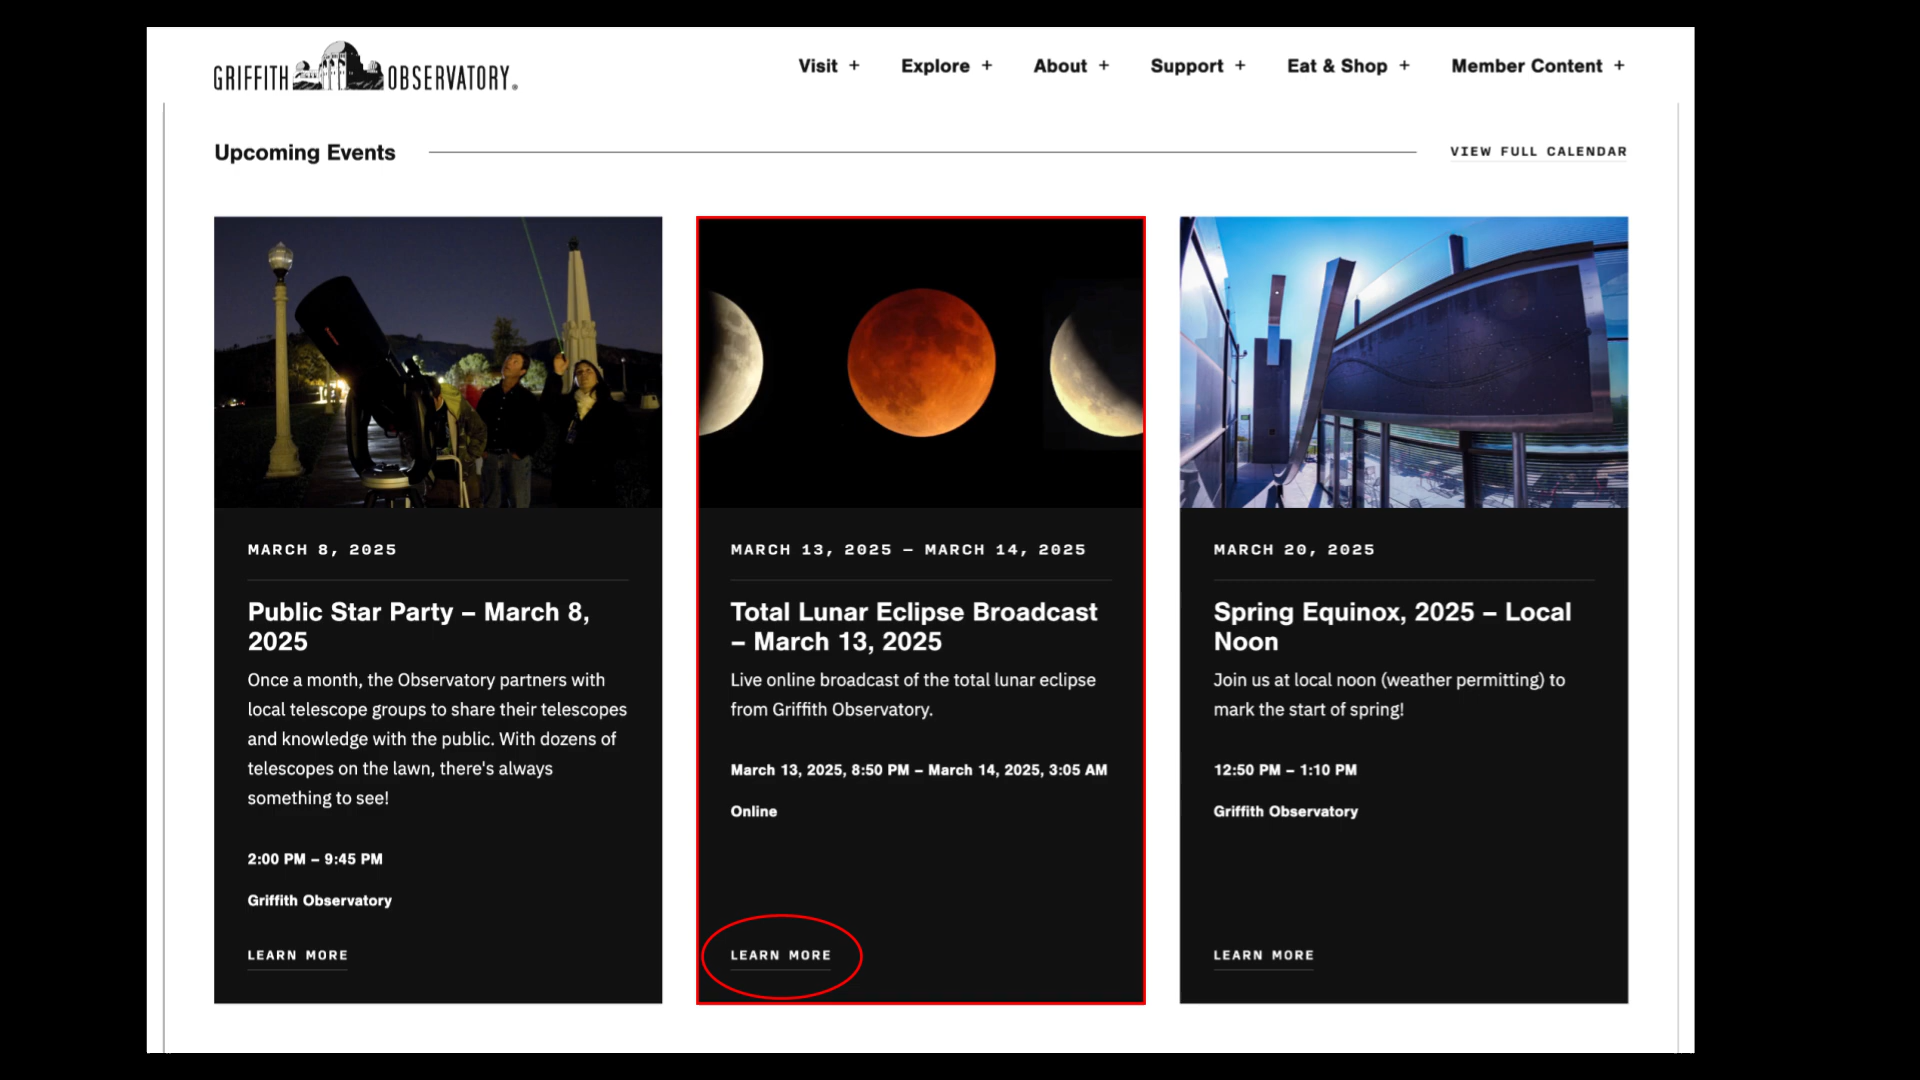 GRIFFITH OBSERVATORY®
Visit +
Explore +
About +
Support +
Eat & Shop +
Member Content +
Upcoming Events
VIEW FULL CALENDAR
MARCH 8, 2025
Public Star Party – March 8,
2025
Once a month, the Observatory partners with
local telescope groups to share their telescopes
and knowledge with the public. With dozens of
telescopes on the lawn, there's always
something to see!
2:00 PM – 9:45 PM
Griffith Observatory
LEARN MORE
MARCH 13, 2025 – MARCH 14, 2025
Total Lunar Eclipse Broadcast
– March 13, 2025
Live online broadcast of the total lunar eclipse
from Griffith Observatory.
March 13, 2025, 8:50 PM – March 14, 2025, 3:05 AM
Online
LEARN MORE
MARCH 20, 2025
Spring Equinox, 2025 – Local
Noon
Join us at local noon (weather permitting) to
mark the start of spring!
12:50 PM – 1:10 PM
Griffith Observatory
LEARN MORE